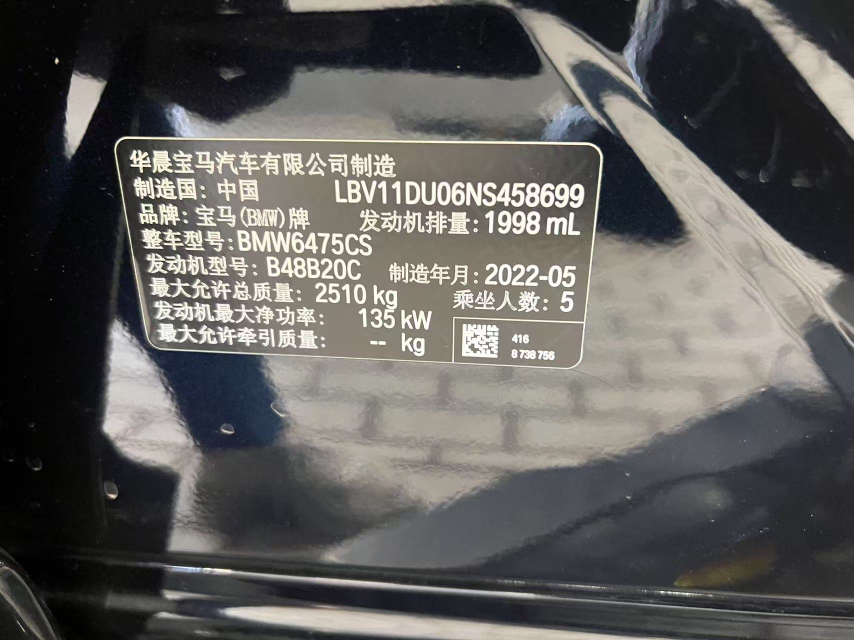 华晨宝马汽车有限公司制造
制造国: 中国 LBV11DU06NS458699
品牌: 宝马(BMW)牌 发动机排量: 1998 mL
整车型号: BMW6475CS
发动机型号: B48B20C 制造年月: 2022-05
最大允许总质量: 2510 kg 乘坐人数: 5
发动机最大净功率: 135 kW
最大允许牵引质量: -- kg
416
8 738 756